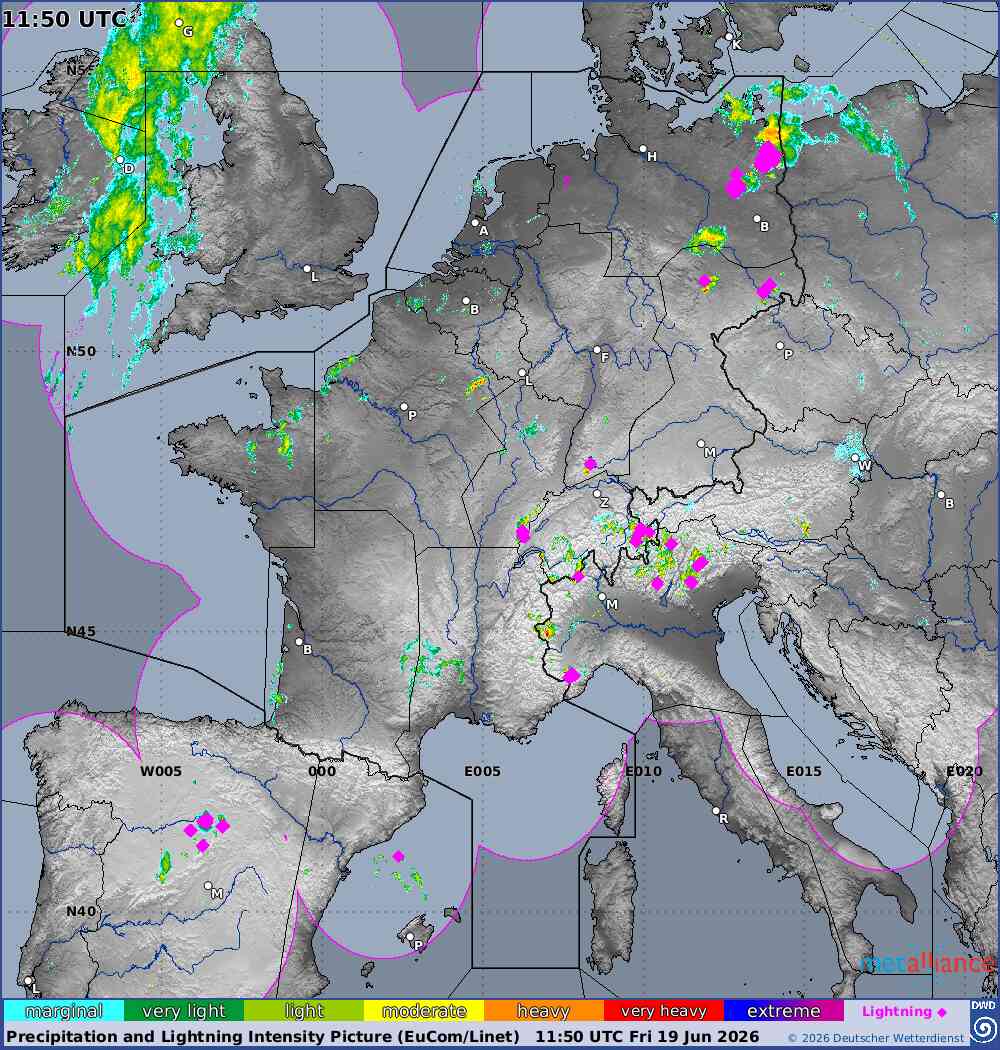 11:50 UTC
G
K
N55
H
D
A
B
L
B
N50
F
P
L
P
M
W
Z
B
M
N45
B
W005
000
E005
E010
E015
E020
R
M
N40
P
metalliance
L
marginal very light light moderate heavy very heavy extreme Lightning
DWD
Precipitation and Lightning Intensity Picture (EuCom/Linet) 11:50 UTC Fri 19 Jun 2026 © 2026 Deutscher Wetterdienst